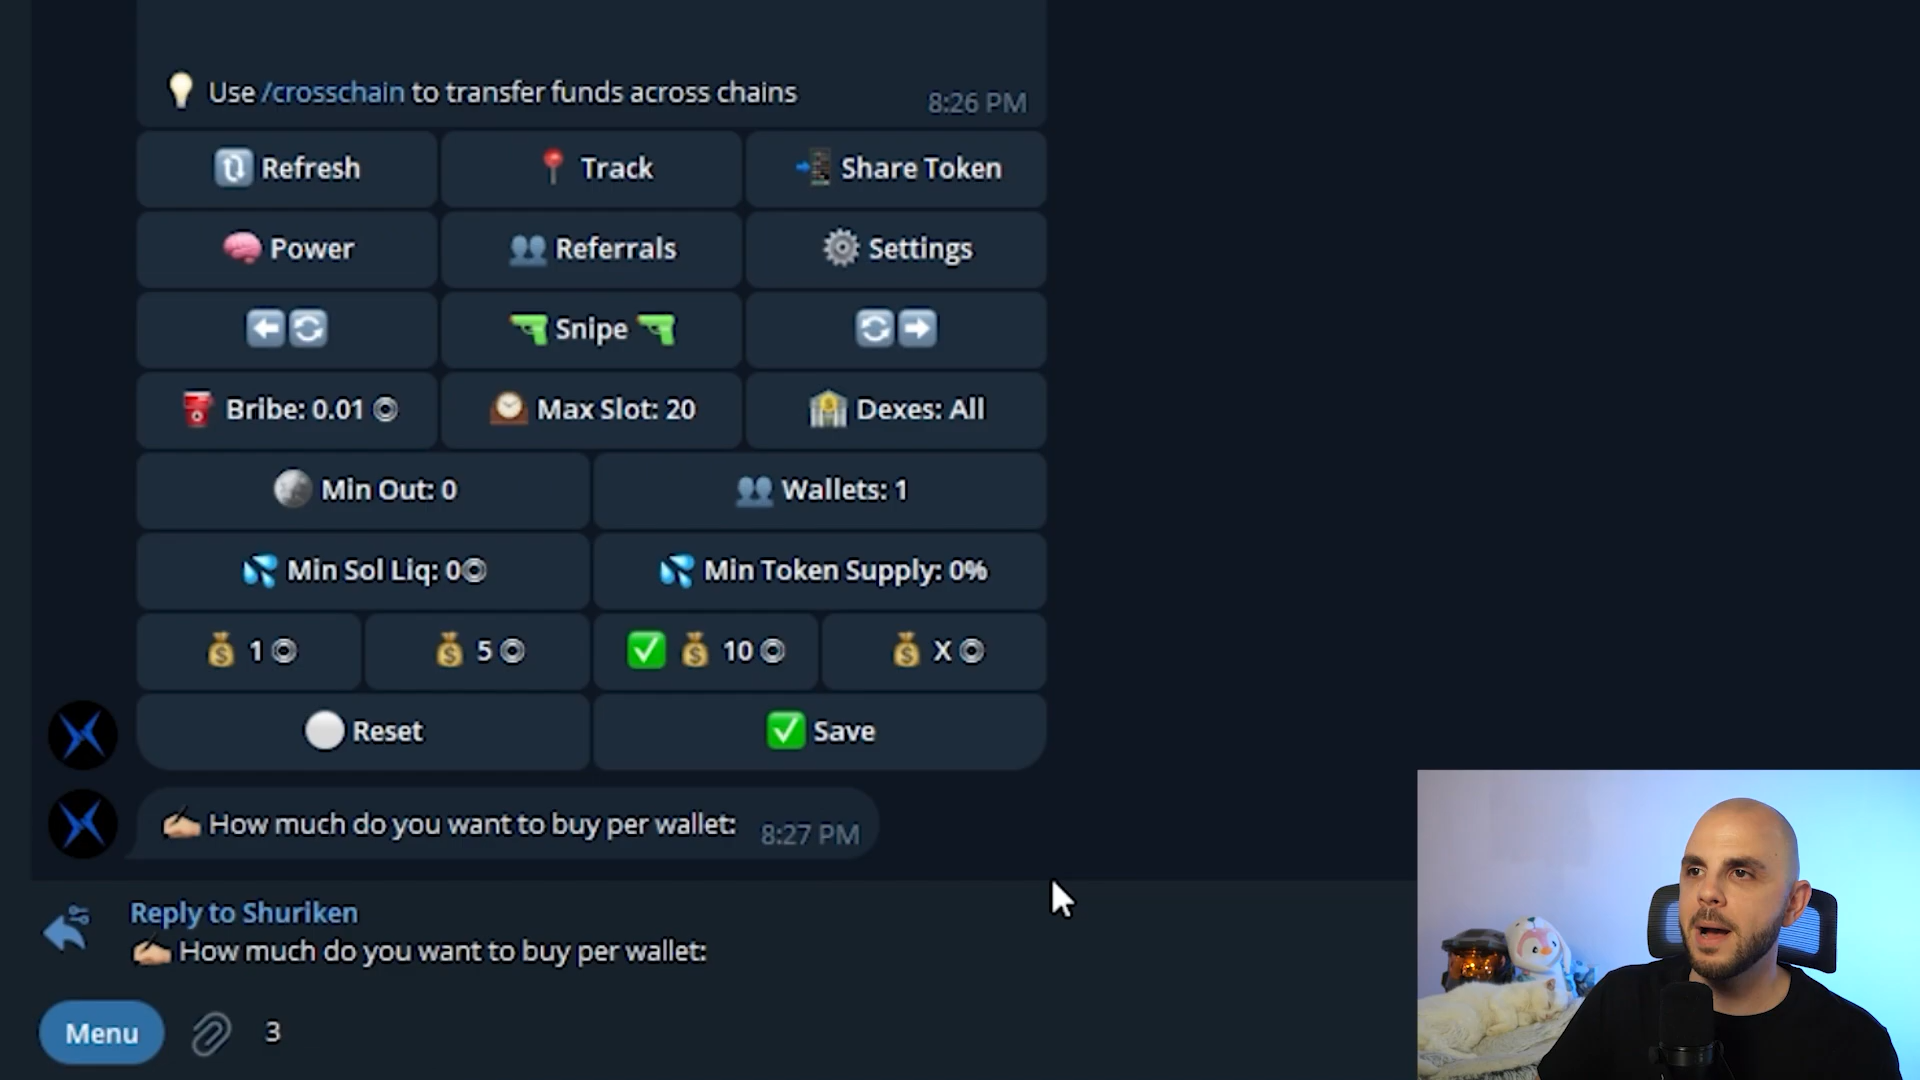 Use /crosschain to transfer funds across chains
8:26 PM
Refresh Track Share Token
Power Referrals Settings
Snipe
Bribe: 0.01 Max Slot: 20 Dexes: All
Min Out: 0 Wallets: 1
Min Sol Liq: 0 Min Token Supply: 0%
1 5 10 X
Reset Save
How much do you want to buy per wallet: 8:27 PM
Reply to Shuriken
How much do you want to buy per wallet:
Menu 3